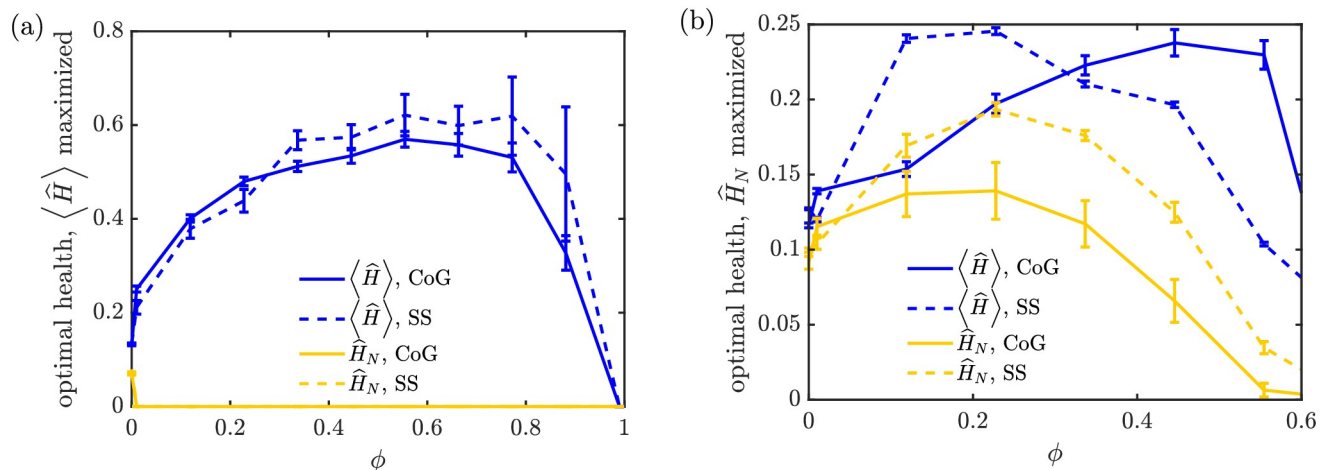 (a)
optimal health, ⟨Ĥ⟩ maximized
0.8
0.6
0.4
0.2
0
0 0.2 0.4 0.6 0.8 1
ϕ
⟨Ĥ⟩, CoG
⟨Ĥ⟩, SS
Ĥ_N, CoG
Ĥ_N, SS
(b)
optimal health, Ĥ_N maximized
0.25
0.2
0.15
0.1
0.05
0
0 0.2 0.4 0.6
ϕ
⟨Ĥ⟩, CoG
⟨Ĥ⟩, SS
Ĥ_N, CoG
Ĥ_N, SS